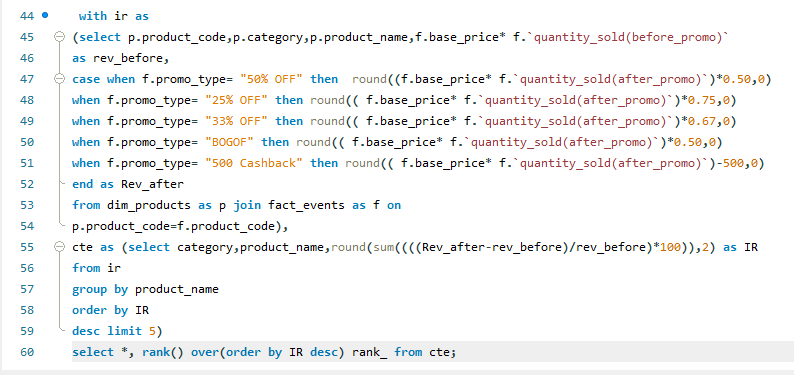 44 with ir as
45 (select p.product_code,p.category,p.product_name,f.base_price* f.`quantity_sold(before_promo)`
46 as rev_before,
47 case when f.promo_type= "50% OFF" then  round((f.base_price* f.`quantity_sold(after_promo)`)*0.50,0)
48 when f.promo_type= "25% OFF" then round(( f.base_price* f.`quantity_sold(after_promo)`)*0.75,0)
49 when f.promo_type= "33% OFF" then round(( f.base_price* f.`quantity_sold(after_promo)`)*0.67,0)
50 when f.promo_type= "BOGOF" then round(( f.base_price* f.`quantity_sold(after_promo)`)*0.50,0)
51 when f.promo_type= "500 Cashback" then round(( f.base_price* f.`quantity_sold(after_promo)`)-500,0)
52 end as Rev_after
53 from dim_products as p join fact_events as f on
54 p.product_code=f.product_code),
55 cte as (select category,product_name,round(sum((((Rev_after-rev_before)/rev_before)*100)),2) as IR
56 from ir
57 group by product_name
58 order by IR
59 desc limit 5)
60 select *, rank() over(order by IR desc) rank_ from cte;